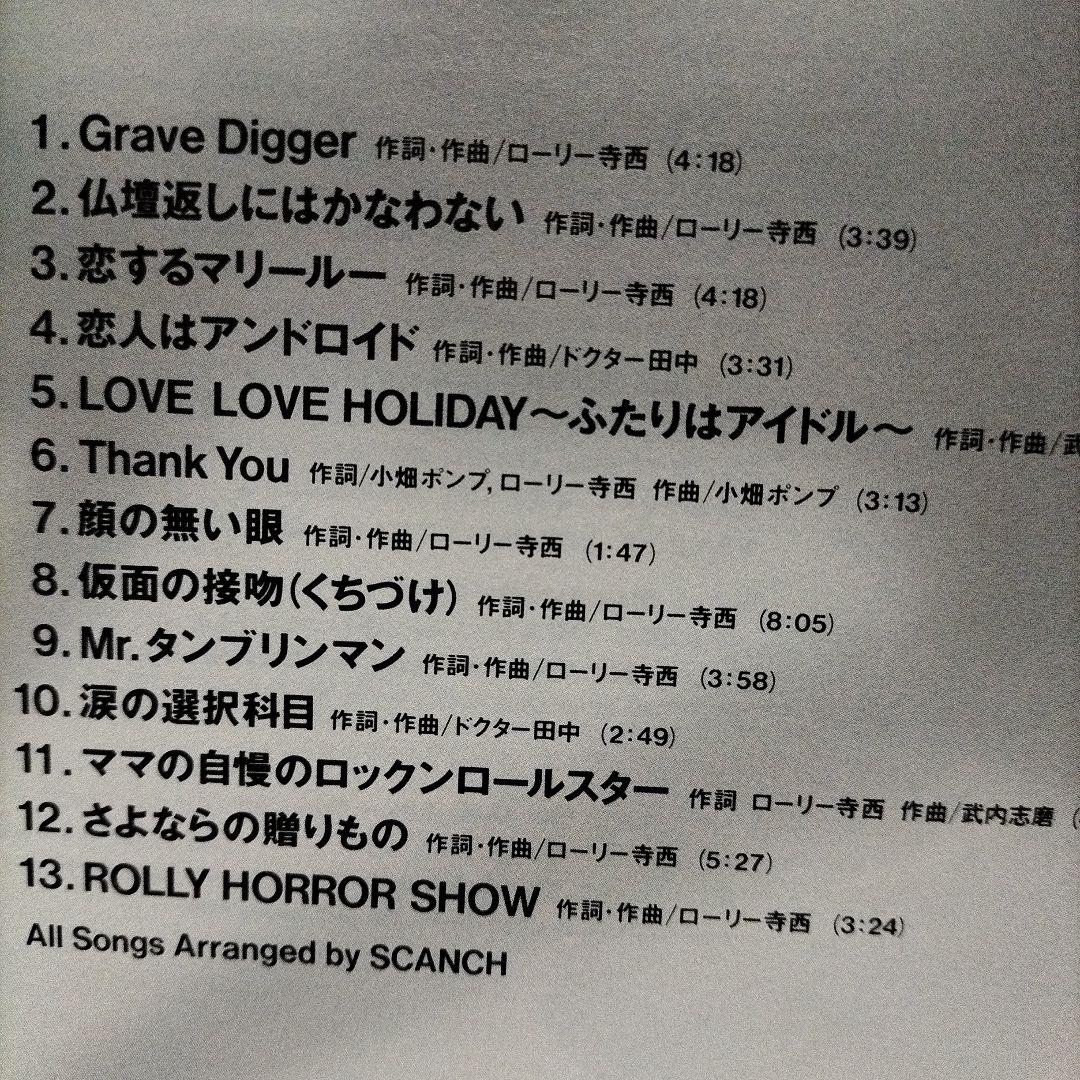 1. Grave Digger 作詞・作曲/ローリー寺西 (4:18)
2. 仏壇返しにはかなわない 作詞・作曲/ローリー寺西 (3:39)
3. 恋するマリールー 作詞・作曲/ローリー寺西 (4:18)
4. 恋人はアンドロイド 作詞・作曲/ドクター田中 (3:31)
5. LOVE LOVE HOLIDAY〜ふたりはアイドル〜 作詞・作曲/武
6. Thank You 作詞/小畑ポンプ, ローリー寺西 作曲/小畑ポンプ (3:13)
7. 顔の無い眼 作詞・作曲/ローリー寺西 (1:47)
8. 仮面の接吻(くちづけ) 作詞・作曲/ローリー寺西 (8:05)
9. Mr.タンブリンマン 作詞・作曲/ローリー寺西 (3:58)
10. 涙の選択科目 作詞・作曲/ドクター田中 (2:49)
11. ママの自慢のロックンロールスター 作詞 ローリー寺西 作曲/武内志磨 (
12. さよならの贈りもの 作詞・作曲/ローリー寺西 (5:27)
13. ROLLY HORROR SHOW 作詞・作曲/ローリー寺西 (3:24)
All Songs Arranged by SCANCH